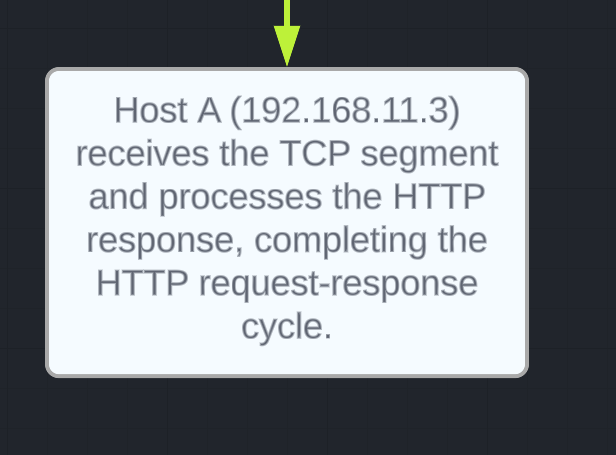 Host A (192.168.11.3)
receives the TCP segment
and processes the HTTP
response, completing the
HTTP request-response
cycle.